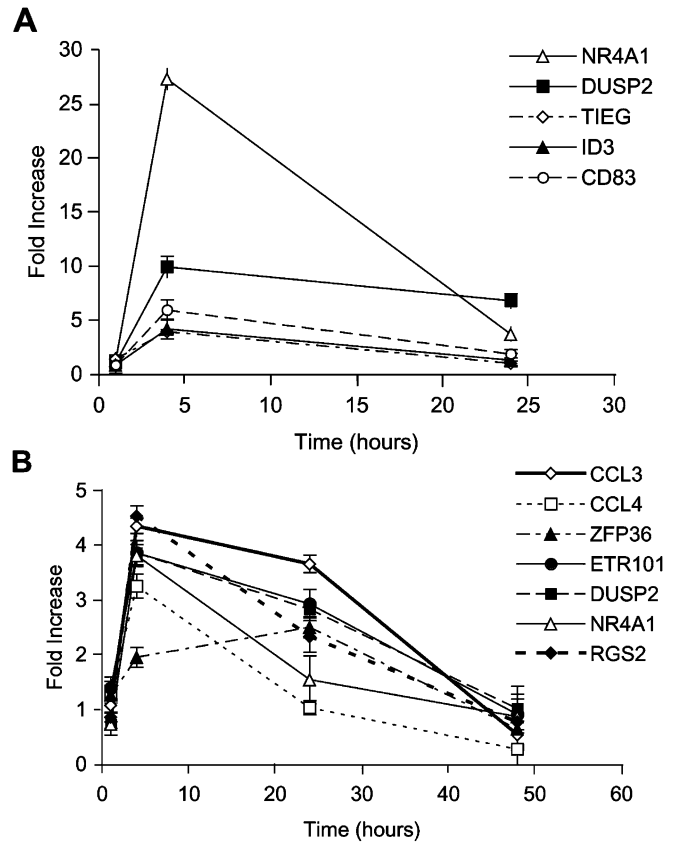 A
30
25
20
15
10
5
0
Fold Increase
0 5 10 15 20 25 30
Time (hours)
NR4A1
DUSP2
TIEG
ID3
CD83
B
5
4
3
2
1
0
Fold Increase
0 10 20 30 40 50 60
Time (hours)
CCL3
CCL4
ZFP36
ETR101
DUSP2
NR4A1
RGS2